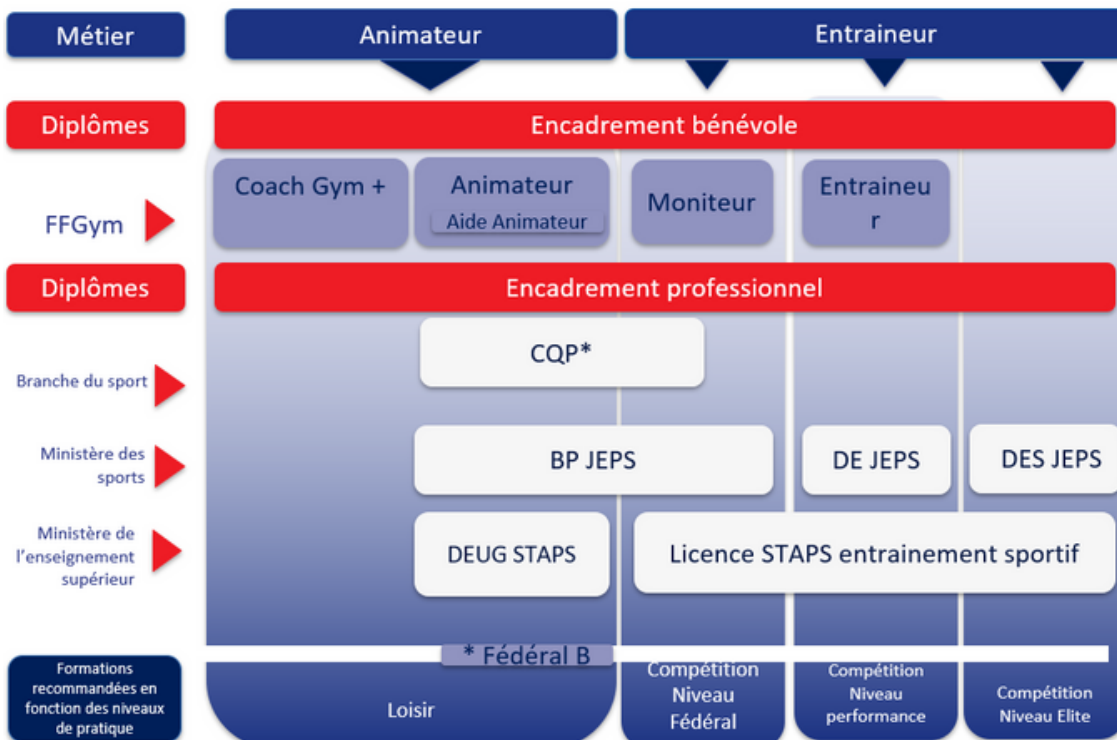 Métier
Animateur
Entraineur
Diplômes
Encadrement bénévole
FFGym
Coach Gym +
Animateur
Aide Animateur
Moniteur
Entraineu
r
Diplômes
Encadrement professionnel
Branche du sport
CQP*
Ministère des
sports
BP JEPS
DE JEPS
DES JEPS
Ministère de
l'enseignement
supérieur
DEUG STAPS
Licence STAPS entrainement sportif
* Fédéral B
Formations
recommandées en
fonction des niveaux
de pratique
Loisir
Compétition
Niveau
Fédéral
Compétition
Niveau
performance
Compétition
Niveau Elite